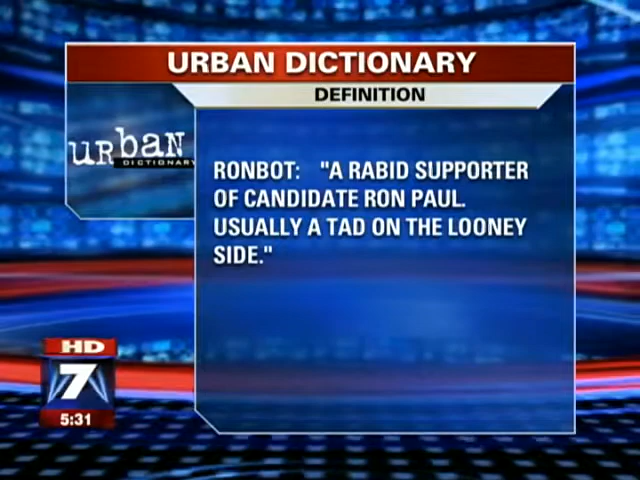 URBAN DICTIONARY
DEFINITION
uRbaN
DICTIONARY
RONBOT: "A RABID SUPPORTER
OF CANDIDATE RON PAUL.
USUALLY A TAD ON THE LOONEY
SIDE."
HD
7
5:31